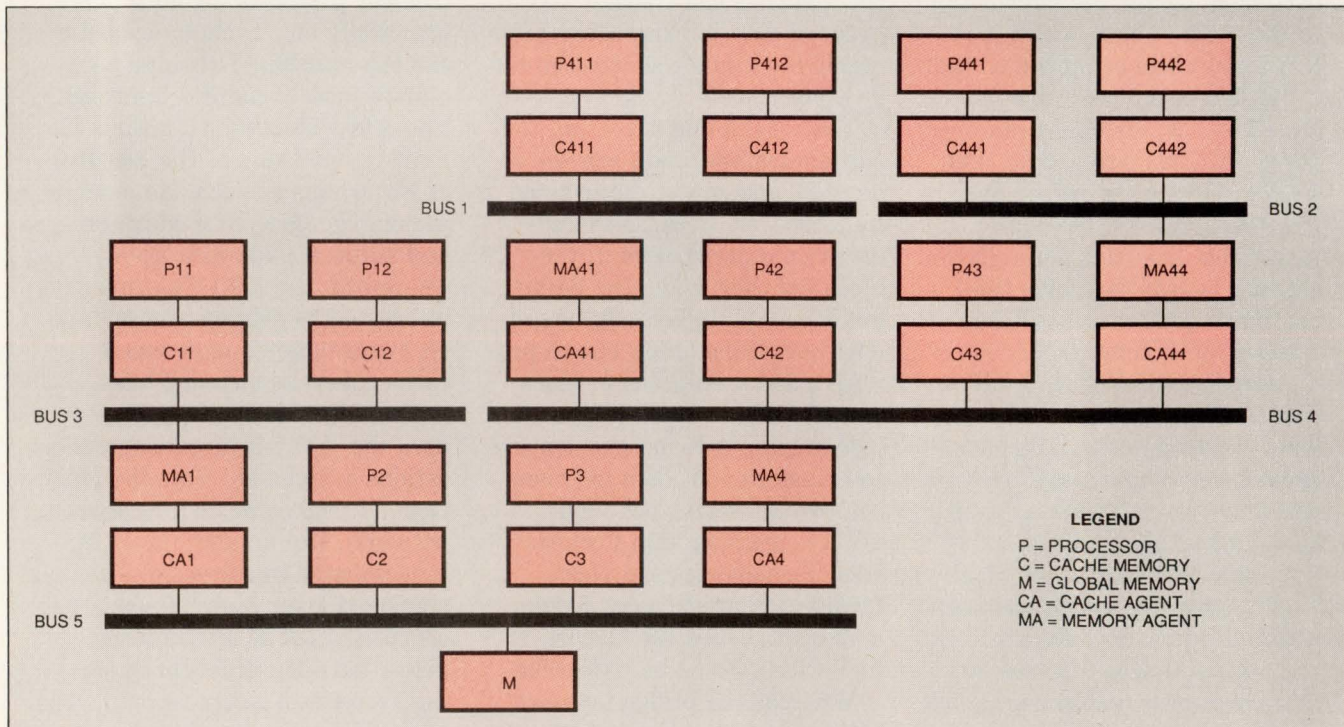 P411 P412 P441 P442
C411 C412 C441 C442
BUS 1 BUS 2
P11 P12 MA41 P42 P43 MA44
C11 C12 CA41 C42 C43 CA44
BUS 3 BUS 4
MA1 P2 P3 MA4
CA1 C2 C3 CA4
BUS 5
M
LEGEND
P = PROCESSOR
C = CACHE MEMORY
M = GLOBAL MEMORY
CA = CACHE AGENT
MA = MEMORY AGENT